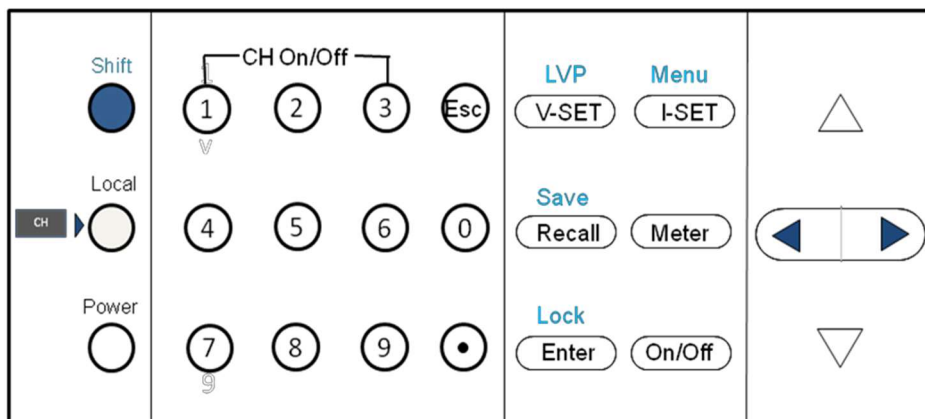 CH On/Off
Shift
LVP Menu
1 2 3 Esc V-SET I-SET
v
Local
Save
CH 4 5 6 0 Recall Meter
Power
Lock
7 8 9 • Enter On/Off
9